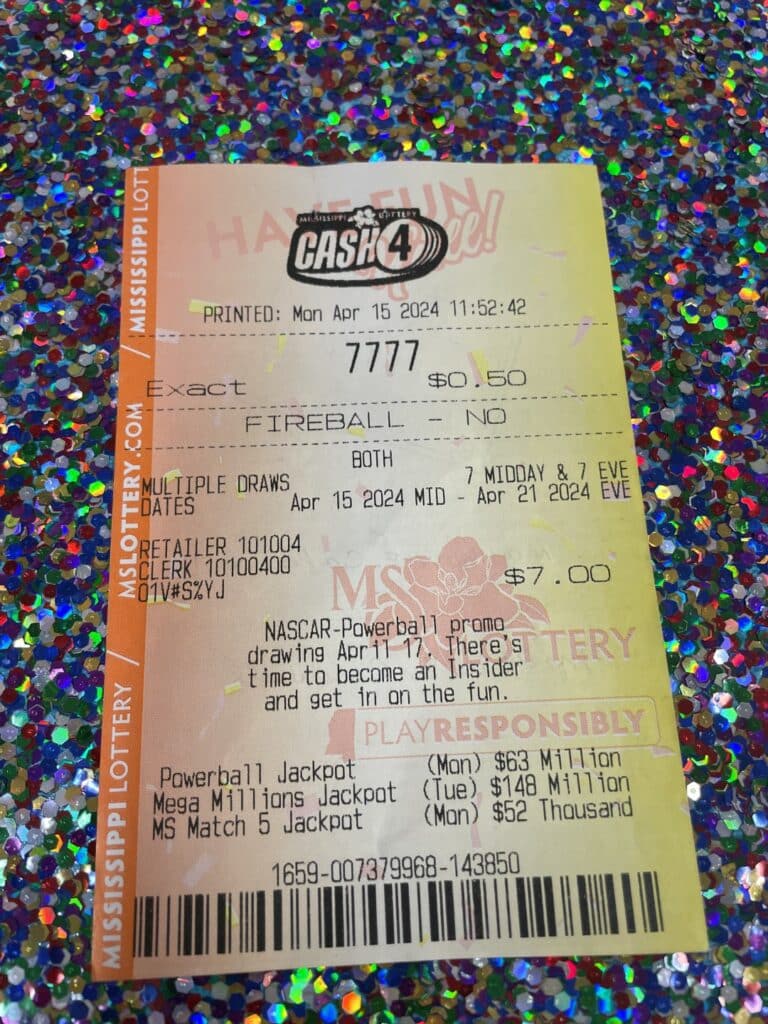 HAVE FUN
MISSISSIPPI LOTTERY
CASH 4
PRINTED: Mon Apr 15 2024 11:52:42
7777
Exact $0.50
FIREBALL - NO
BOTH
MULTIPLE DRAWS 7 MIDDAY & 7 EVE
DATES Apr 15 2024 MID - Apr 21 2024 EVE
RETAILER 101004
CLERK 10100400
01V#S%YJ
$7.00
MS
LOTTERY
NASCAR-Powerball promo
drawing April 17. There's
time to become an Insider
and get in on the fun.
PLAYRESPONSIBLY
Powerball Jackpot (Mon) $63 Million
Mega Millions Jackpot (Tue) $148 Million
MS Match 5 Jackpot (Mon) $52 Thousand
1659-007379968-143850
MISSISSIPPI LOTTERY / MSLOTTERY.COM / MISSISSIPPI LOTT